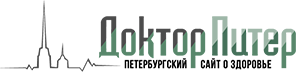 ДокторПитер
ПЕТЕРБУРГСКИЙ САЙТ О ЗДОРОВЬЕ